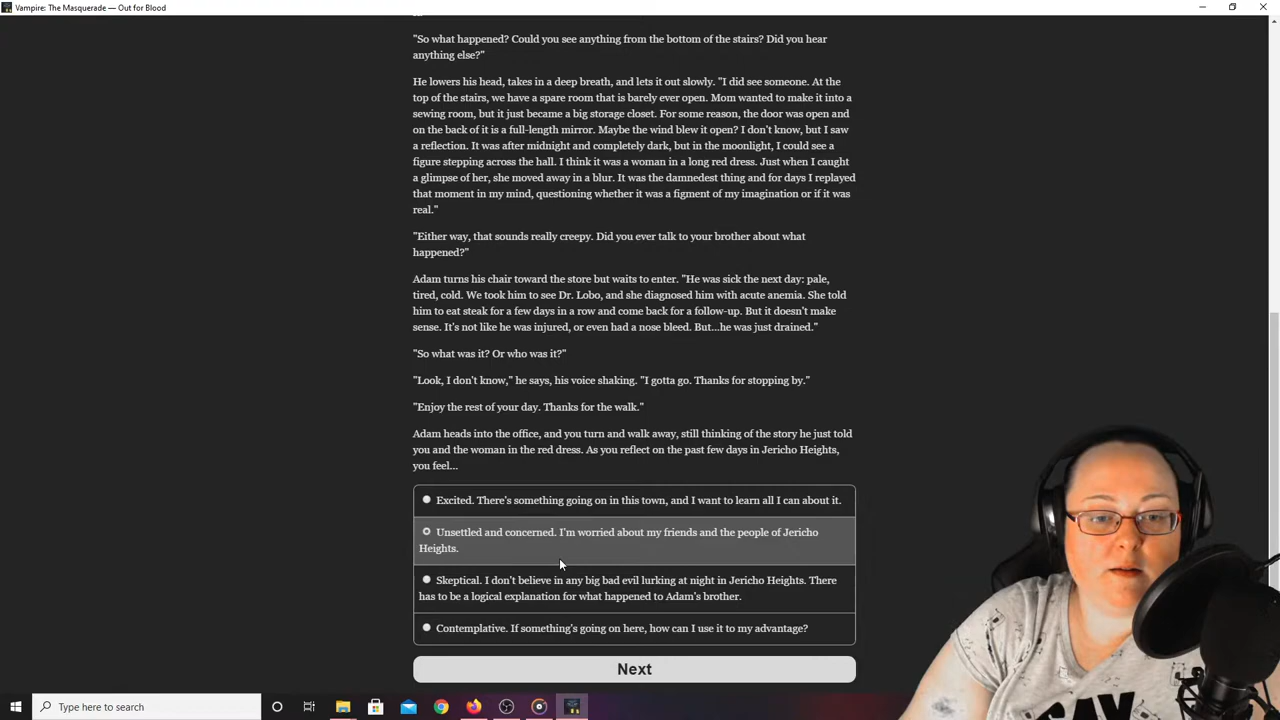 Vampire: The Masquerade — Out for Blood
"So what happened? Could you see anything from the bottom of the stairs? Did you hear
anything else?"
He lowers his head, takes in a deep breath, and lets it out slowly. "I did see someone. At the
top of the stairs, we have a spare room that is barely ever open. Mom wanted to make it into a
sewing room, but it just became a big storage closet. For some reason, the door was open and
on the back of it is a full-length mirror. Maybe the wind blew it open? I don't know, but I saw
a reflection. It was after midnight and completely dark, but in the moonlight, I could see a
figure stepping across the hall. I think it was a woman in a long red dress. Just when I caught
a glimpse of her, she moved away in a blur. It was the damnedest thing and for days I replayed
that moment in my mind, questioning whether it was a figment of my imagination or if it was
real."
"Either way, that sounds really creepy. Did you ever talk to your brother about what
happened?"
Adam turns his chair toward the store but waits to enter. "He was sick the next day: pale,
tired, cold. We took him to see Dr. Lobo, and she diagnosed him with acute anemia. She told
him to eat steak for a few days in a row and come back for a follow-up. But it doesn't make
sense. It's not like he was injured, or even had a nose bleed. But...he was just drained."
"So what was it? Or who was it?"
"Look, I don't know," he says, his voice shaking. "I gotta go. Thanks for stopping by."
"Enjoy the rest of your day. Thanks for the walk."
Adam heads into the office, and you turn and walk away, still thinking of the story he just told
you and the woman in the red dress. As you reflect on the past few days in Jericho Heights,
you feel...
Excited. There's something going on in this town, and I want to learn all I can about it.
Unsettled and concerned. I'm worried about my friends and the people of Jericho
Heights.
Skeptical. I don't believe in any big bad evil lurking at night in Jericho Heights. There
has to be a logical explanation for what happened to Adam's brother.
Contemplative. If something's going on here, how can I use it to my advantage?
Next
Type here to search